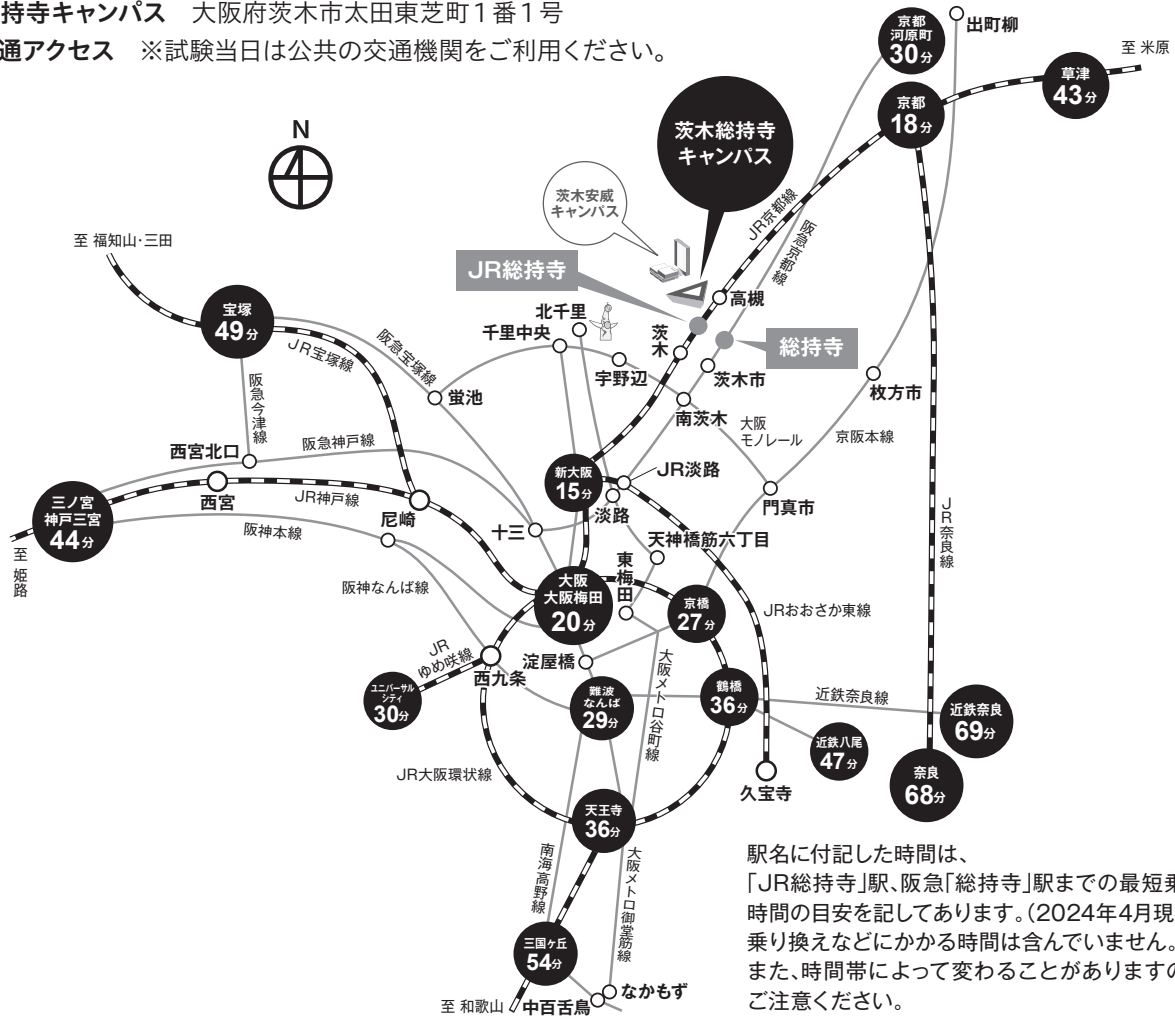 持寺キャンパス　大阪府茨木市太田東芝町1番1号
通アクセス　※試験当日は公共の交通機関をご利用ください。
N
京都
河原町
30分
出町柳
至 米原
草津
43分
京都
18分
茨木総持寺
キャンパス
茨木安威
キャンパス
JR京都線
阪急京都線
至 福知山・三田
JR総持寺
高槻
宝塚
49分
北千里
千里中央
茨木
総持寺
JR宝塚線
阪急宝塚線
宇野辺
茨木市
枚方市
阪急今津線
蛍池
南茨木
大阪
モノレール
京阪本線
西宮北口
阪急神戸線
新大阪
15分
JR淡路
三ノ宮
神戸三宮
44分
西宮
JR神戸線
尼崎
淡路
門真市
JR奈良線
阪神本線
十三
天神橋筋六丁目
至 姫路
東梅田
大阪
大阪梅田
20分
阪神なんば線
京橋
27分
JRおおさか東線
JR
ゆめ咲線
淀屋橋
西九条
大阪メトロ谷町線
ユニバーサル
シティ
30分
難波
なんば
29分
鶴橋
36分
近鉄奈良線
近鉄奈良
69分
近鉄八尾
47分
JR大阪環状線
久宝寺
奈良
68分
天王寺
36分
南海高野線
大阪メトロ御堂筋線
三国ヶ丘
54分
至 和歌山
中百舌鳥
なかもず
駅名に付記した時間は、
「JR総持寺」駅、阪急「総持寺」駅までの最短乗
時間の目安を記してあります。（2024年4月現
乗り換えなどにかかる時間は含んでいません。
また、時間帯によって変わることがありますの
ご注意ください。